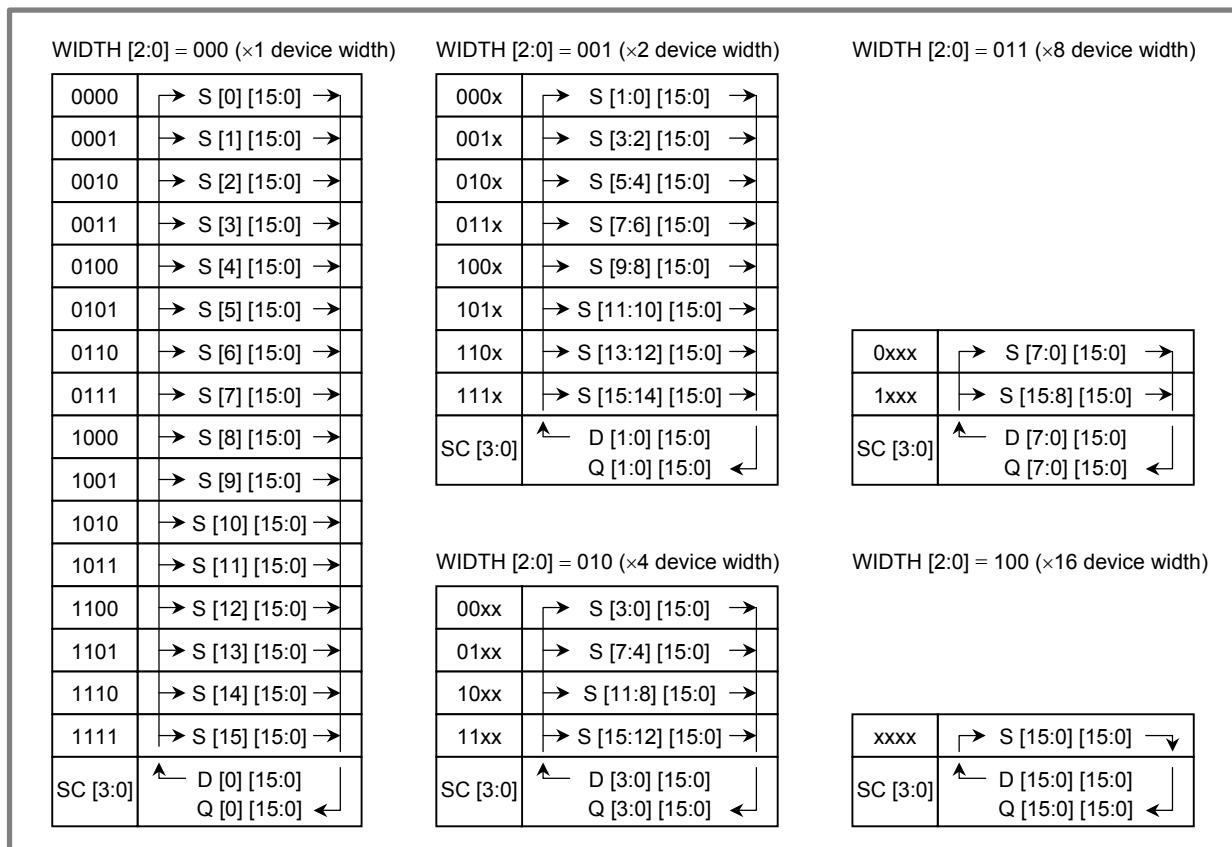 WIDTH [2:0] = 000 (×1 device width)
0000 S [0] [15:0]
0001 S [1] [15:0]
0010 S [2] [15:0]
0011 S [3] [15:0]
0100 S [4] [15:0]
0101 S [5] [15:0]
0110 S [6] [15:0]
0111 S [7] [15:0]
1000 S [8] [15:0]
1001 S [9] [15:0]
1010 S [10] [15:0]
1011 S [11] [15:0]
1100 S [12] [15:0]
1101 S [13] [15:0]
1110 S [14] [15:0]
1111 S [15] [15:0]
SC [3:0] D [0] [15:0]
Q [0] [15:0]
WIDTH [2:0] = 001 (×2 device width)
000x S [1:0] [15:0]
001x S [3:2] [15:0]
010x S [5:4] [15:0]
011x S [7:6] [15:0]
100x S [9:8] [15:0]
101x S [11:10] [15:0]
110x S [13:12] [15:0]
111x S [15:14] [15:0]
SC [3:0] D [1:0] [15:0]
Q [1:0] [15:0]
WIDTH [2:0] = 010 (×4 device width)
00xx S [3:0] [15:0]
01xx S [7:4] [15:0]
10xx S [11:8] [15:0]
11xx S [15:12] [15:0]
SC [3:0] D [3:0] [15:0]
Q [3:0] [15:0]
WIDTH [2:0] = 011 (×8 device width)
0xxx S [7:0] [15:0]
1xxx S [15:8] [15:0]
SC [3:0] D [7:0] [15:0]
Q [7:0] [15:0]
WIDTH [2:0] = 100 (×16 device width)
xxxx S [15:0] [15:0]
SC [3:0] D [15:0] [15:0]
Q [15:0] [15:0]